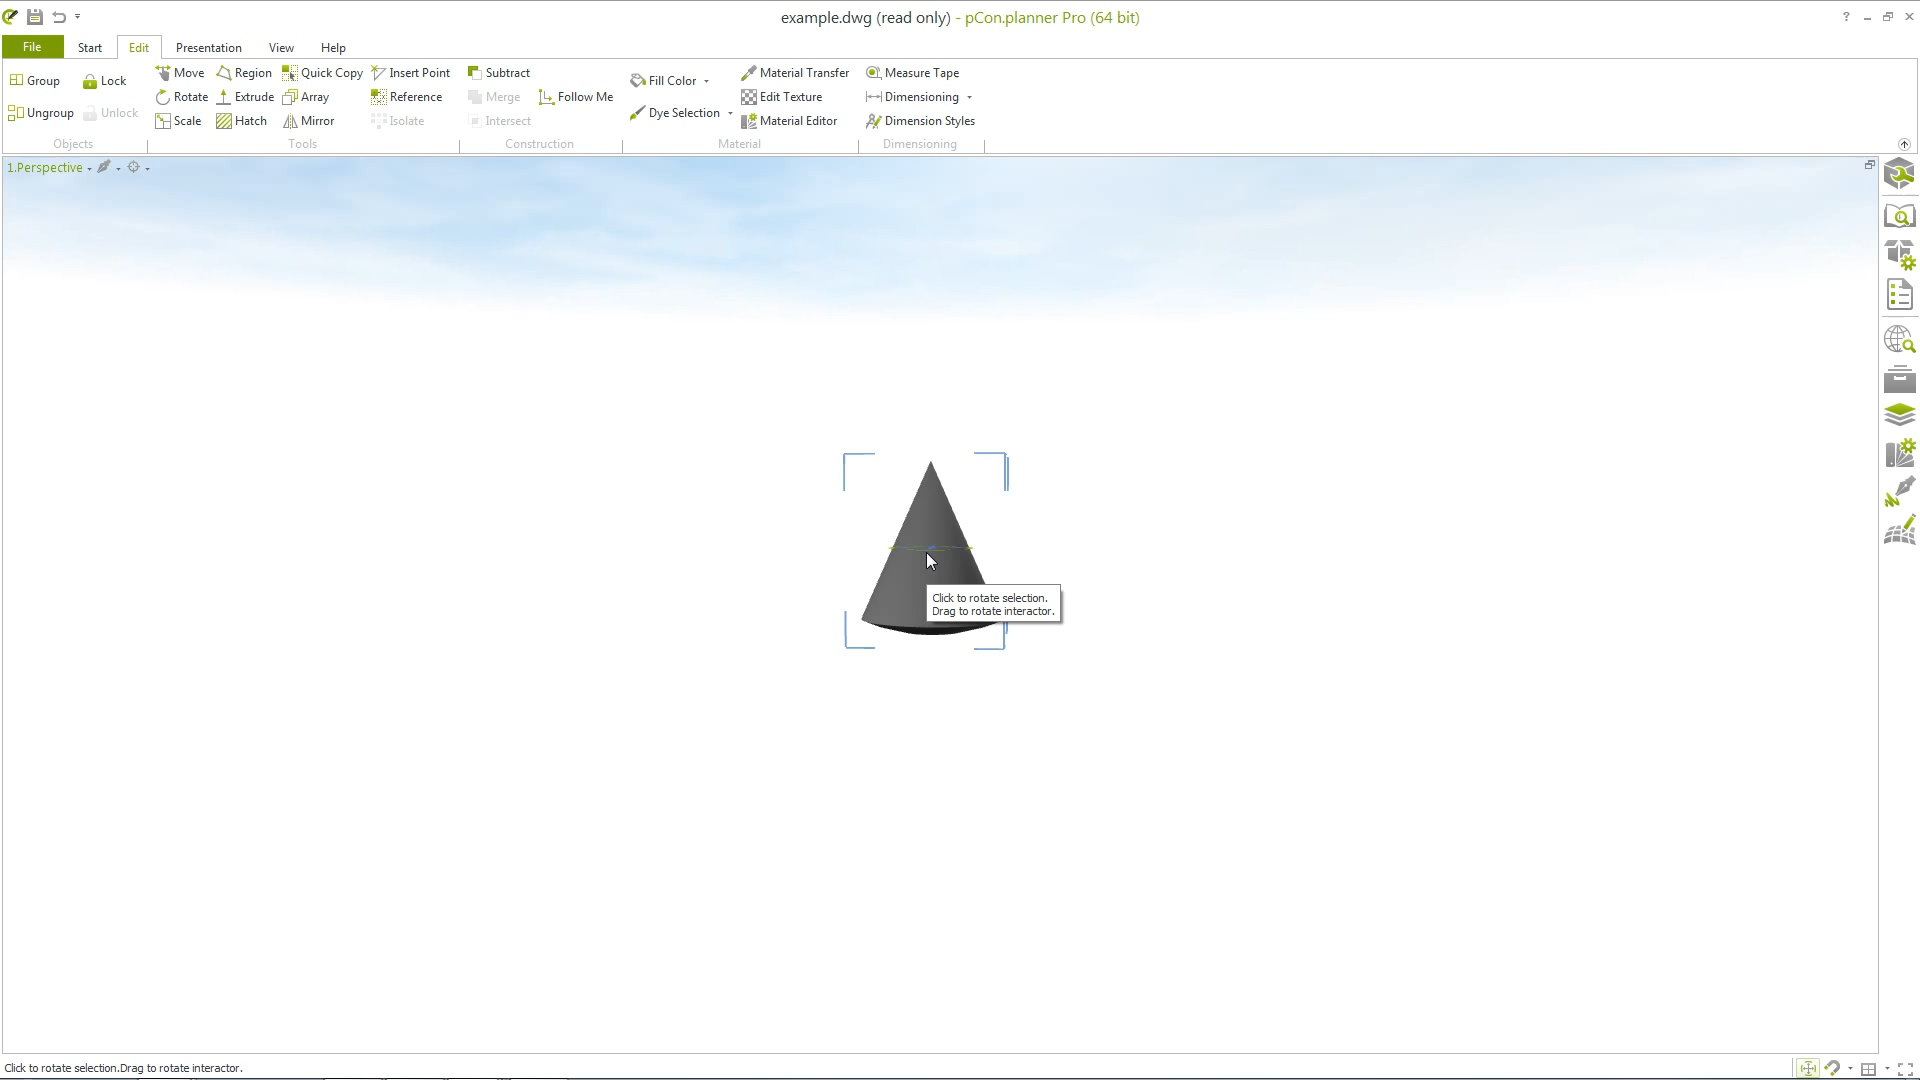 example.dwg (read only) - pCon.planner Pro (64 bit)
?
File Start Edit Presentation View Help
Group Lock
Ungroup Unlock
Objects
Move Region Quick Copy Insert Point
Rotate Extrude Array Reference
Scale Hatch Mirror Isolate
Tools
Subtract
Merge Follow Me
Intersect
Construction
Fill Color Material Transfer
Edit Texture
Dye Selection Material Editor
Material
Measure Tape
Dimensioning
Dimension Styles
Dimensioning
1.Perspective
Click to rotate selection.
Drag to rotate interactor.
Click to rotate selection.Drag to rotate interactor.